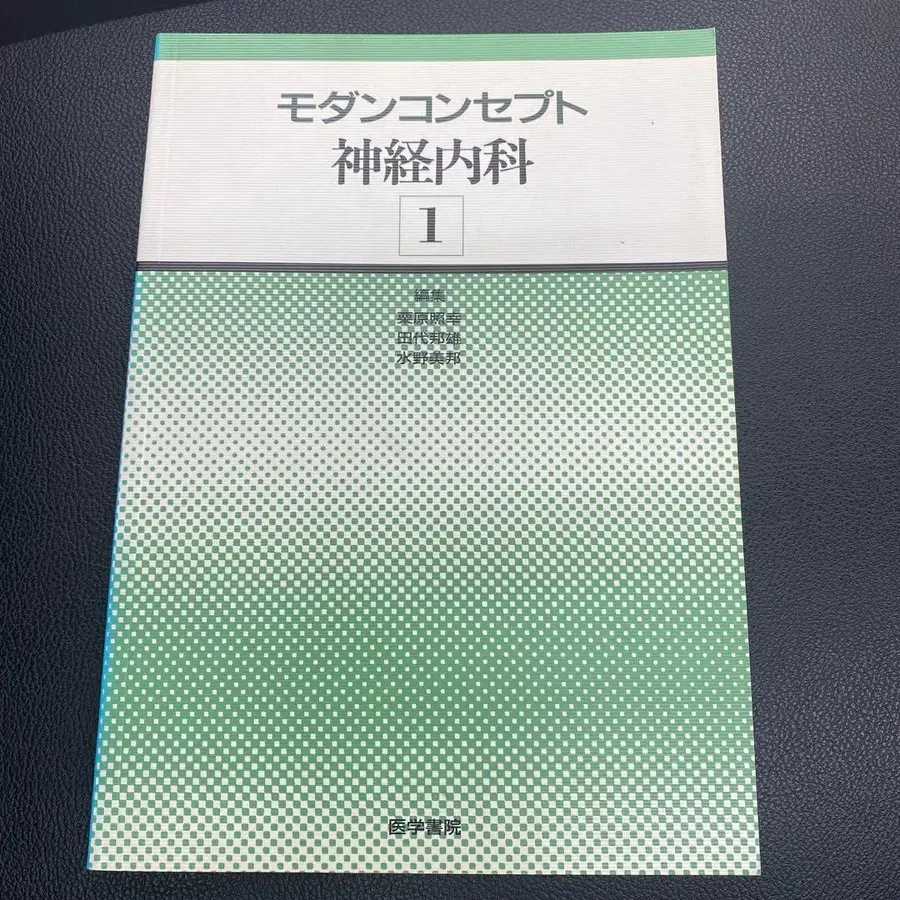 モダンコンセプト
神経内科
1
編集
栗原照幸
田代邦雄
水野美邦
医学書院